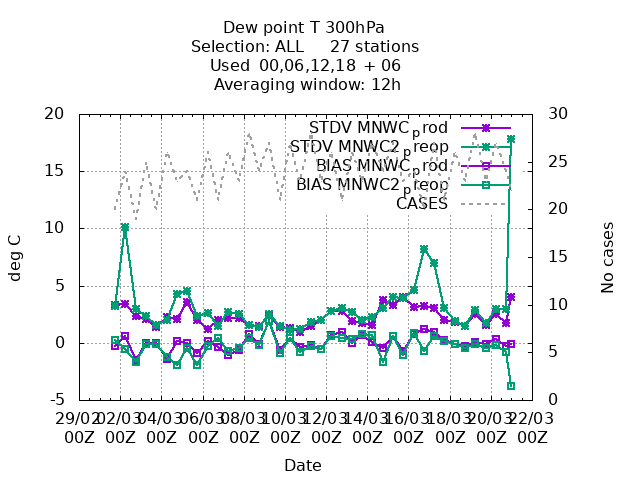 Dew point T 300hPa
Selection: ALL 27 stations
Used 00,06,12,18 + 06
Averaging window: 12h
20
15
10
5
0
-5
30
25
20
15
10
5
0
STDV MNWC_prod
STDV MNWC2_preop
BIAS MNWC_prod
BIAS MNWC2_preop
CASES
deg C
No cases
29/02 02/03 04/03 06/03 08/03 10/03 12/03 14/03 16/03 18/03 20/03 22/03
00Z 00Z 00Z 00Z 00Z 00Z 00Z 00Z 00Z 00Z 00Z 00Z
Date